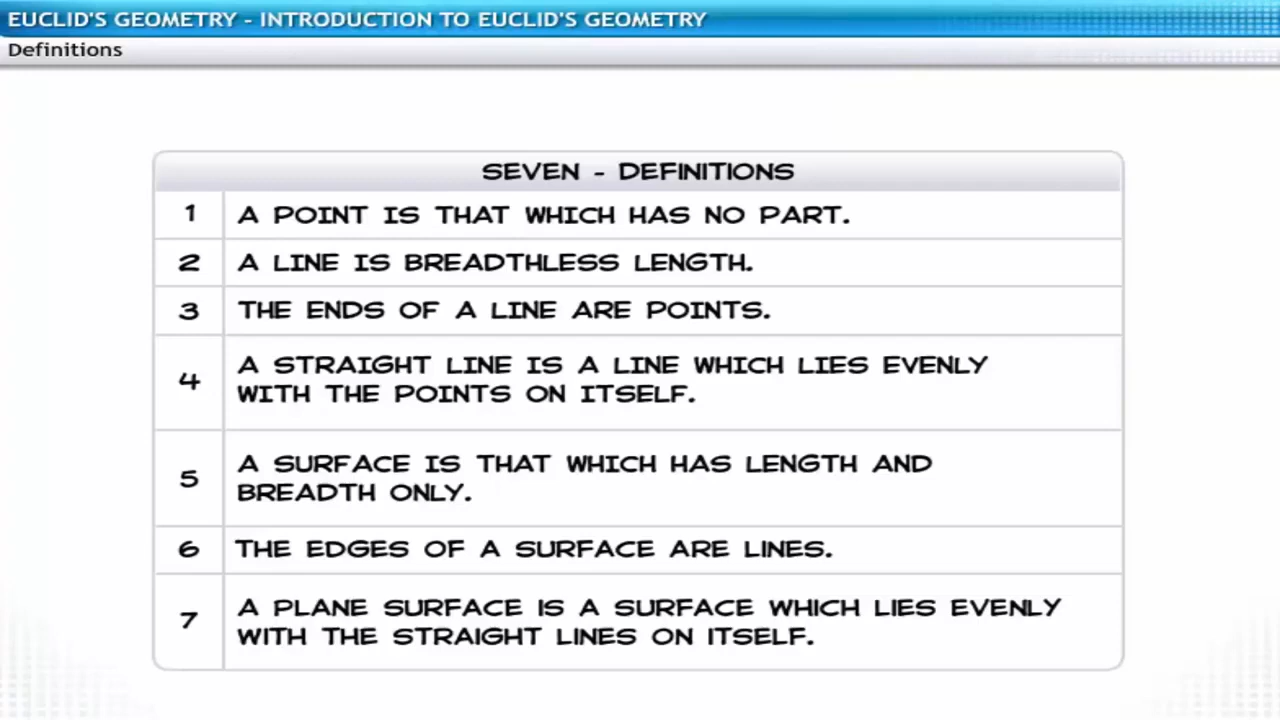 EUCLID'S GEOMETRY - INTRODUCTION TO EUCLID'S GEOMETRY
Definitions
SEVEN - DEFINITIONS
1 A POINT IS THAT WHICH HAS NO PART.
2 A LINE IS BREADTHLESS LENGTH.
3 THE ENDS OF A LINE ARE POINTS.
4 A STRAIGHT LINE IS A LINE WHICH LIES EVENLY
WITH THE POINTS ON ITSELF.
5 A SURFACE IS THAT WHICH HAS LENGTH AND
BREADTH ONLY.
6 THE EDGES OF A SURFACE ARE LINES.
7 A PLANE SURFACE IS A SURFACE WHICH LIES EVENLY
WITH THE STRAIGHT LINES ON ITSELF.